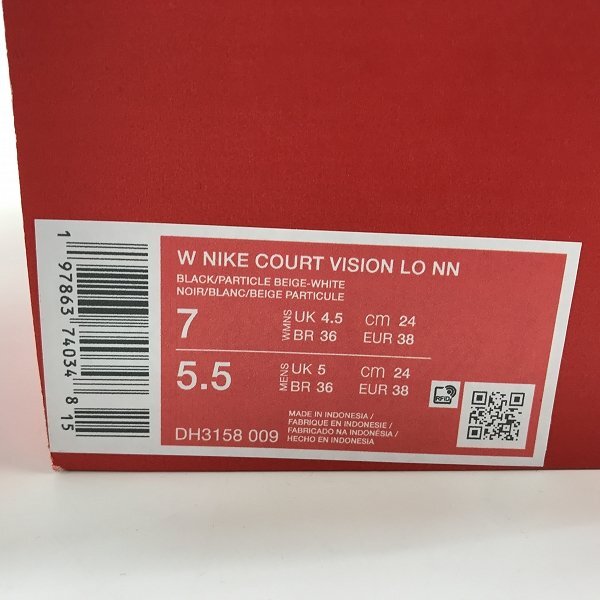 W NIKE COURT VISION LO NN
BLACK/PARTICLE BEIGE-WHITE
NOIR/BLANC/BEIGE PARTICULE
7 WMNS UK 4.5 cm 24
BR 36 EUR 38
5.5 MENS UK 5 cm 24
BR 36 EUR 38
DH3158 009
MADE IN INDONESIA /
FABRIQUE EN INDONESIE /
FABRICADO NA INDONÉSIA /
HECHO EN INDONESIA
RFID
1 97863 74034 8 15